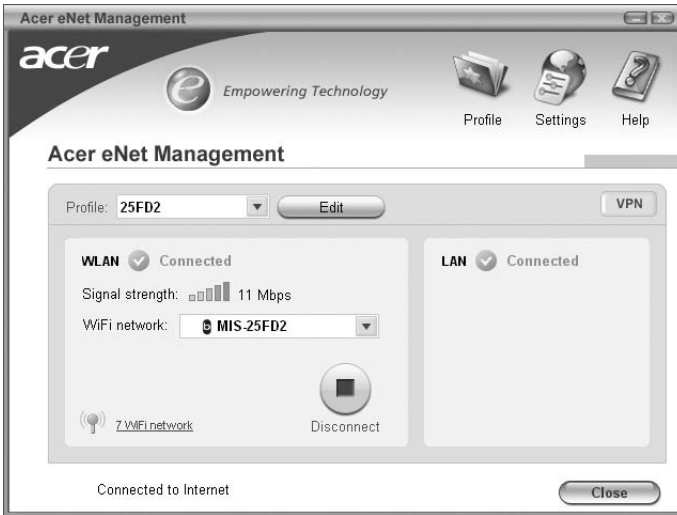 Acer eNet Management
acer
e Empowering Technology
Profile Settings Help
Acer eNet Management
Profile: 25FD2 Edit VPN
WLAN Connected
Signal strength: 11 Mbps
WiFi network: b MIS-25FD2
7 WiFi network
Disconnect
LAN Connected
Connected to Internet
Close